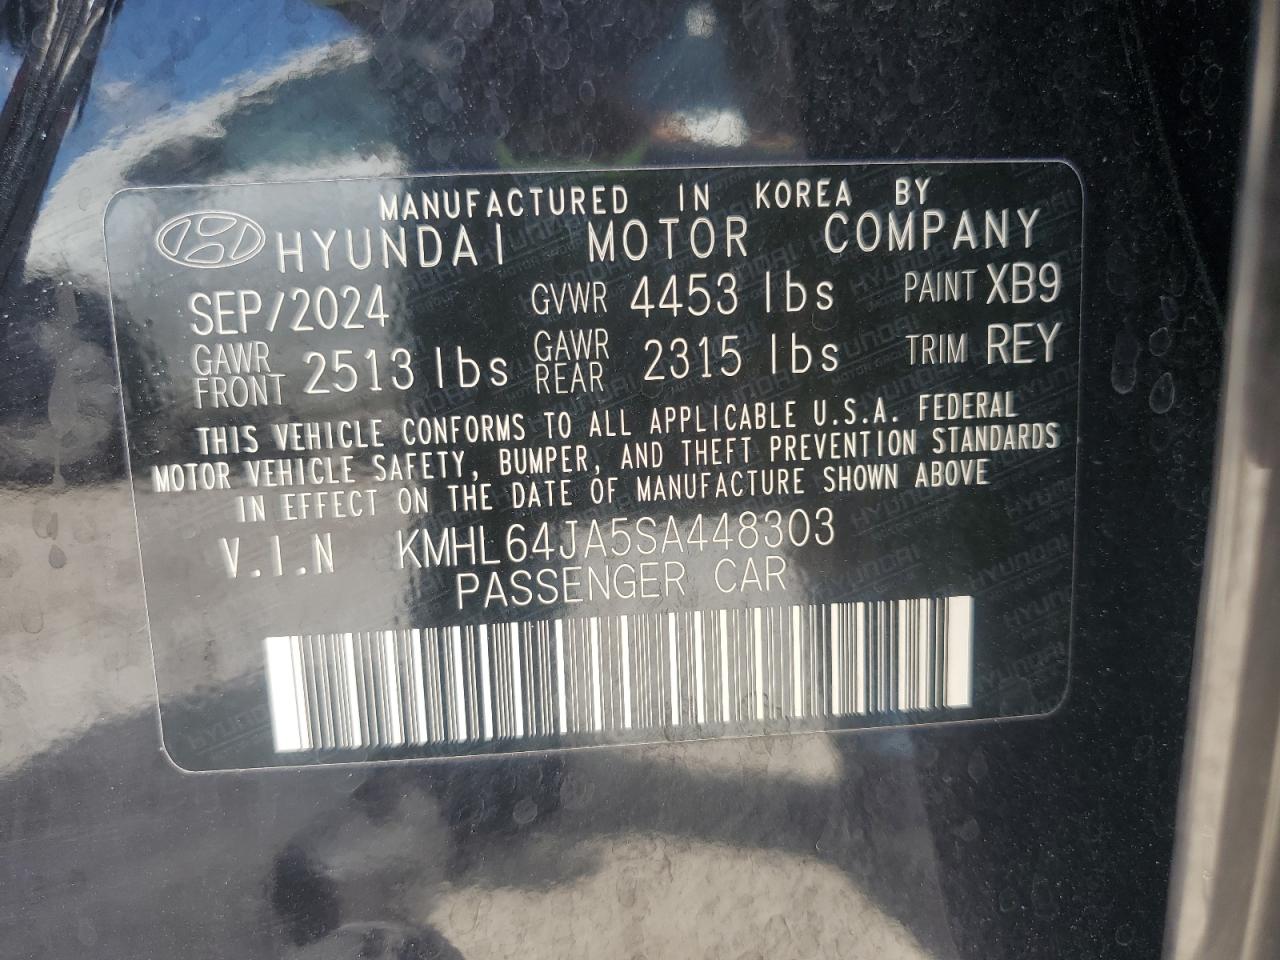 MANUFACTURED IN KOREA BY
HYUNDAI MOTOR COMPANY
SEP/2024 GVWR 4453 lbs PAINT XB9
GAWR FRONT 2513 lbs GAWR REAR 2315 lbs TRIM REY
THIS VEHICLE CONFORMS TO ALL APPLICABLE U.S.A. FEDERAL
MOTOR VEHICLE SAFETY, BUMPER, AND THEFT PREVENTION STANDARDS
IN EFFECT ON THE DATE OF MANUFACTURE SHOWN ABOVE
V.I.N KMHL64JA5SA448303
PASSENGER CAR